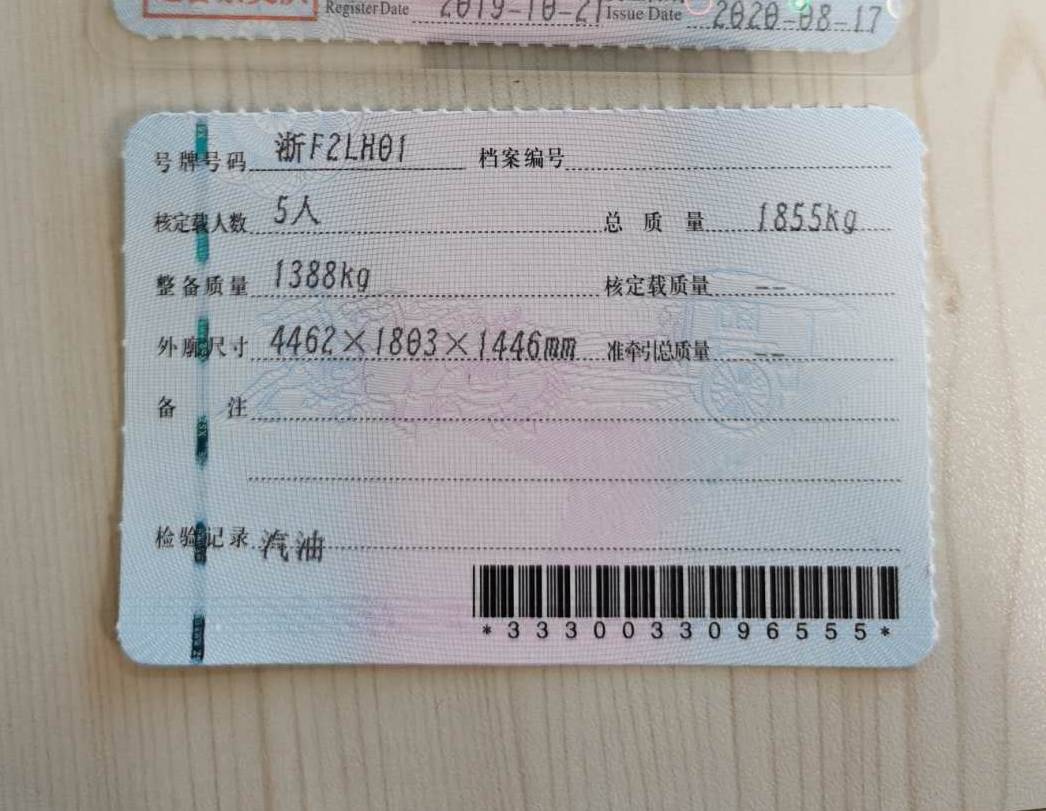 Register Date 2019-10-21 Issue Date 2020-08-17
号牌号码 浙F2LH01 档案编号
核定载人数 5人 总质量 1855kg
整备质量 1388kg 核定载质量 --
外廓尺寸 4462×1803×1446mm 准牵引总质量 --
备注
检验记录 汽油
*3330033096555*